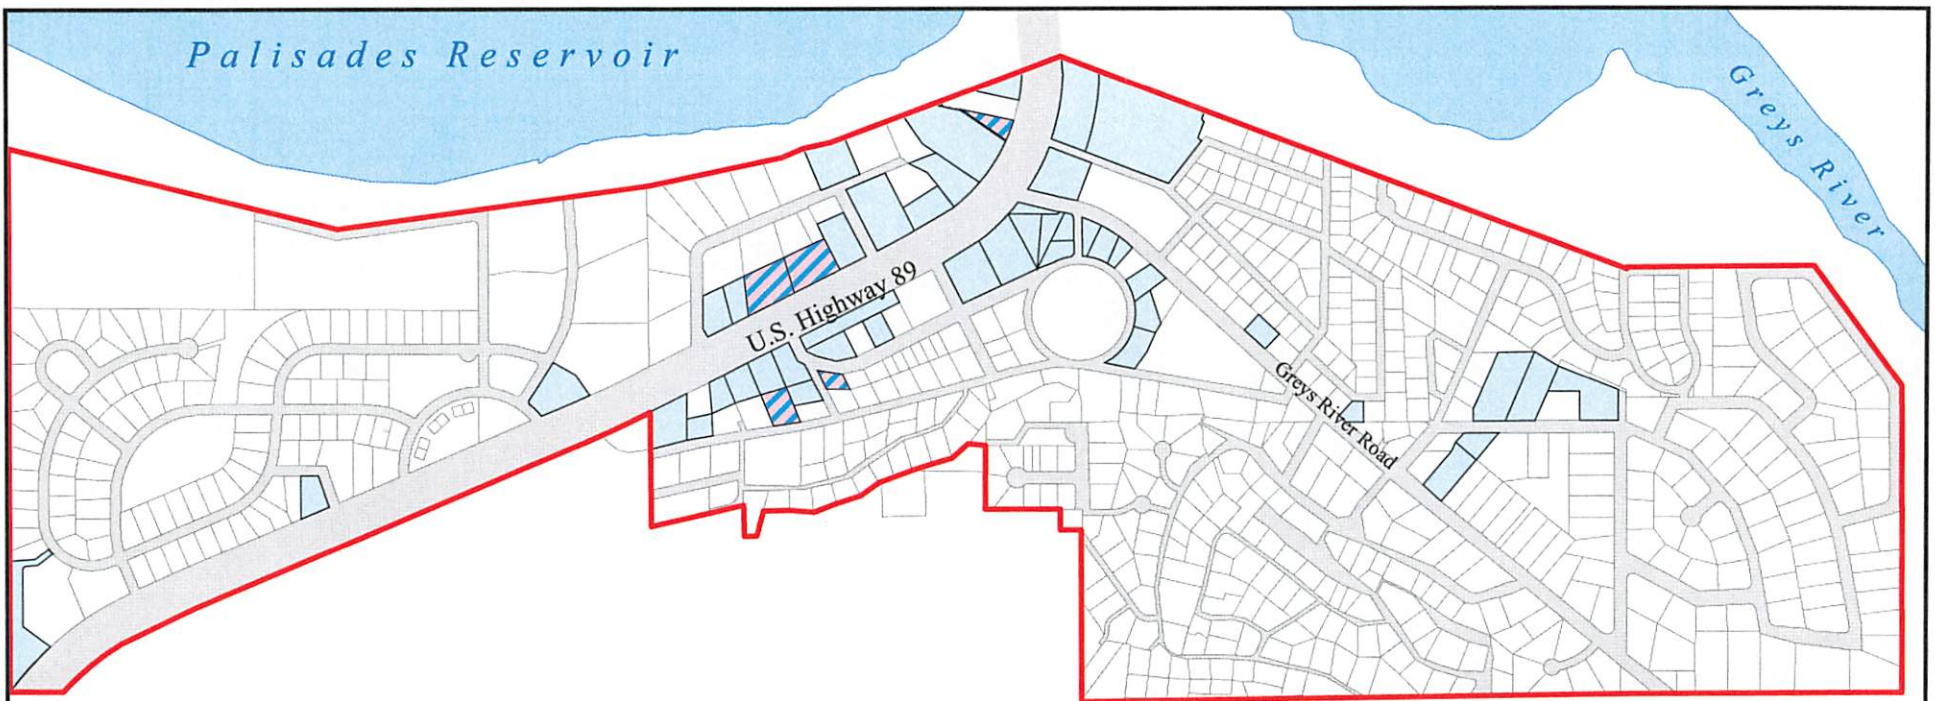 Palisades Reservoir
Greys River
U.S. Highway 89
Greys River Road